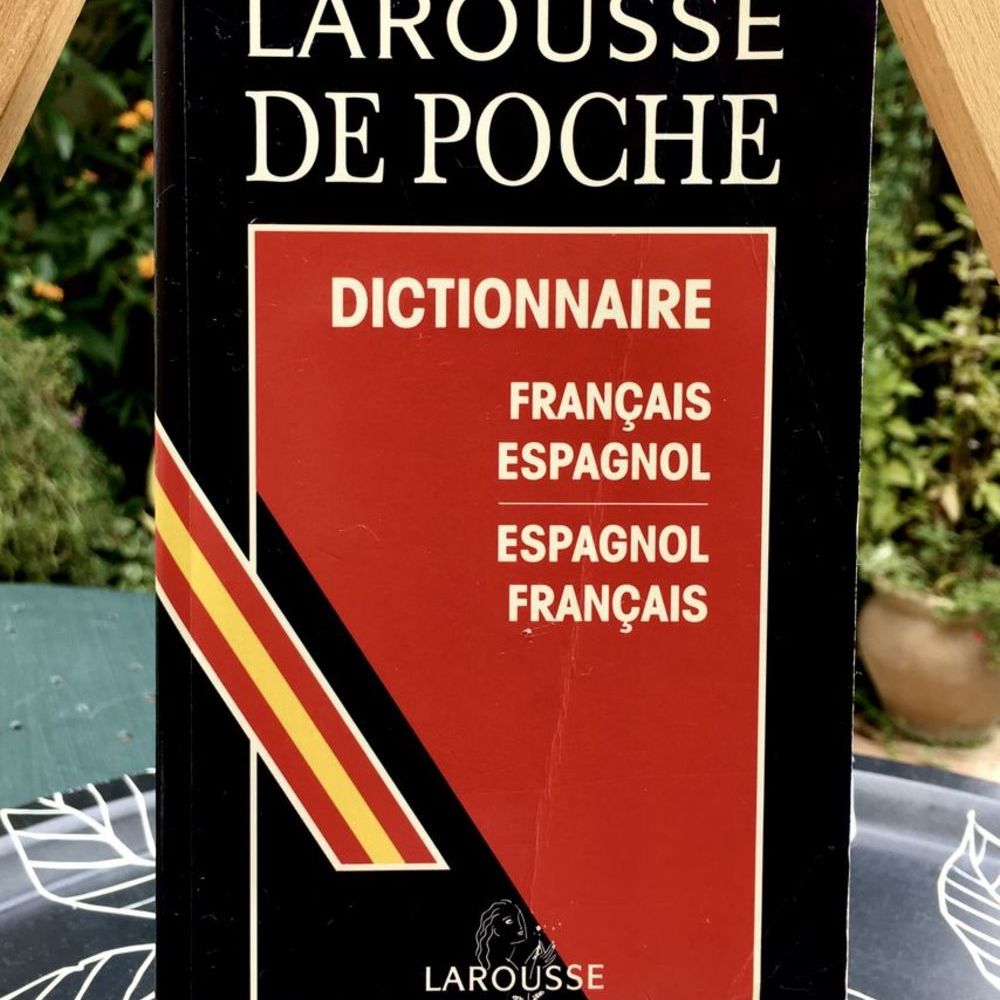 LAROUSSE
DE POCHE
DICTIONNAIRE
FRANÇAIS
ESPAGNOL
ESPAGNOL
FRANÇAIS
LAROUSSE